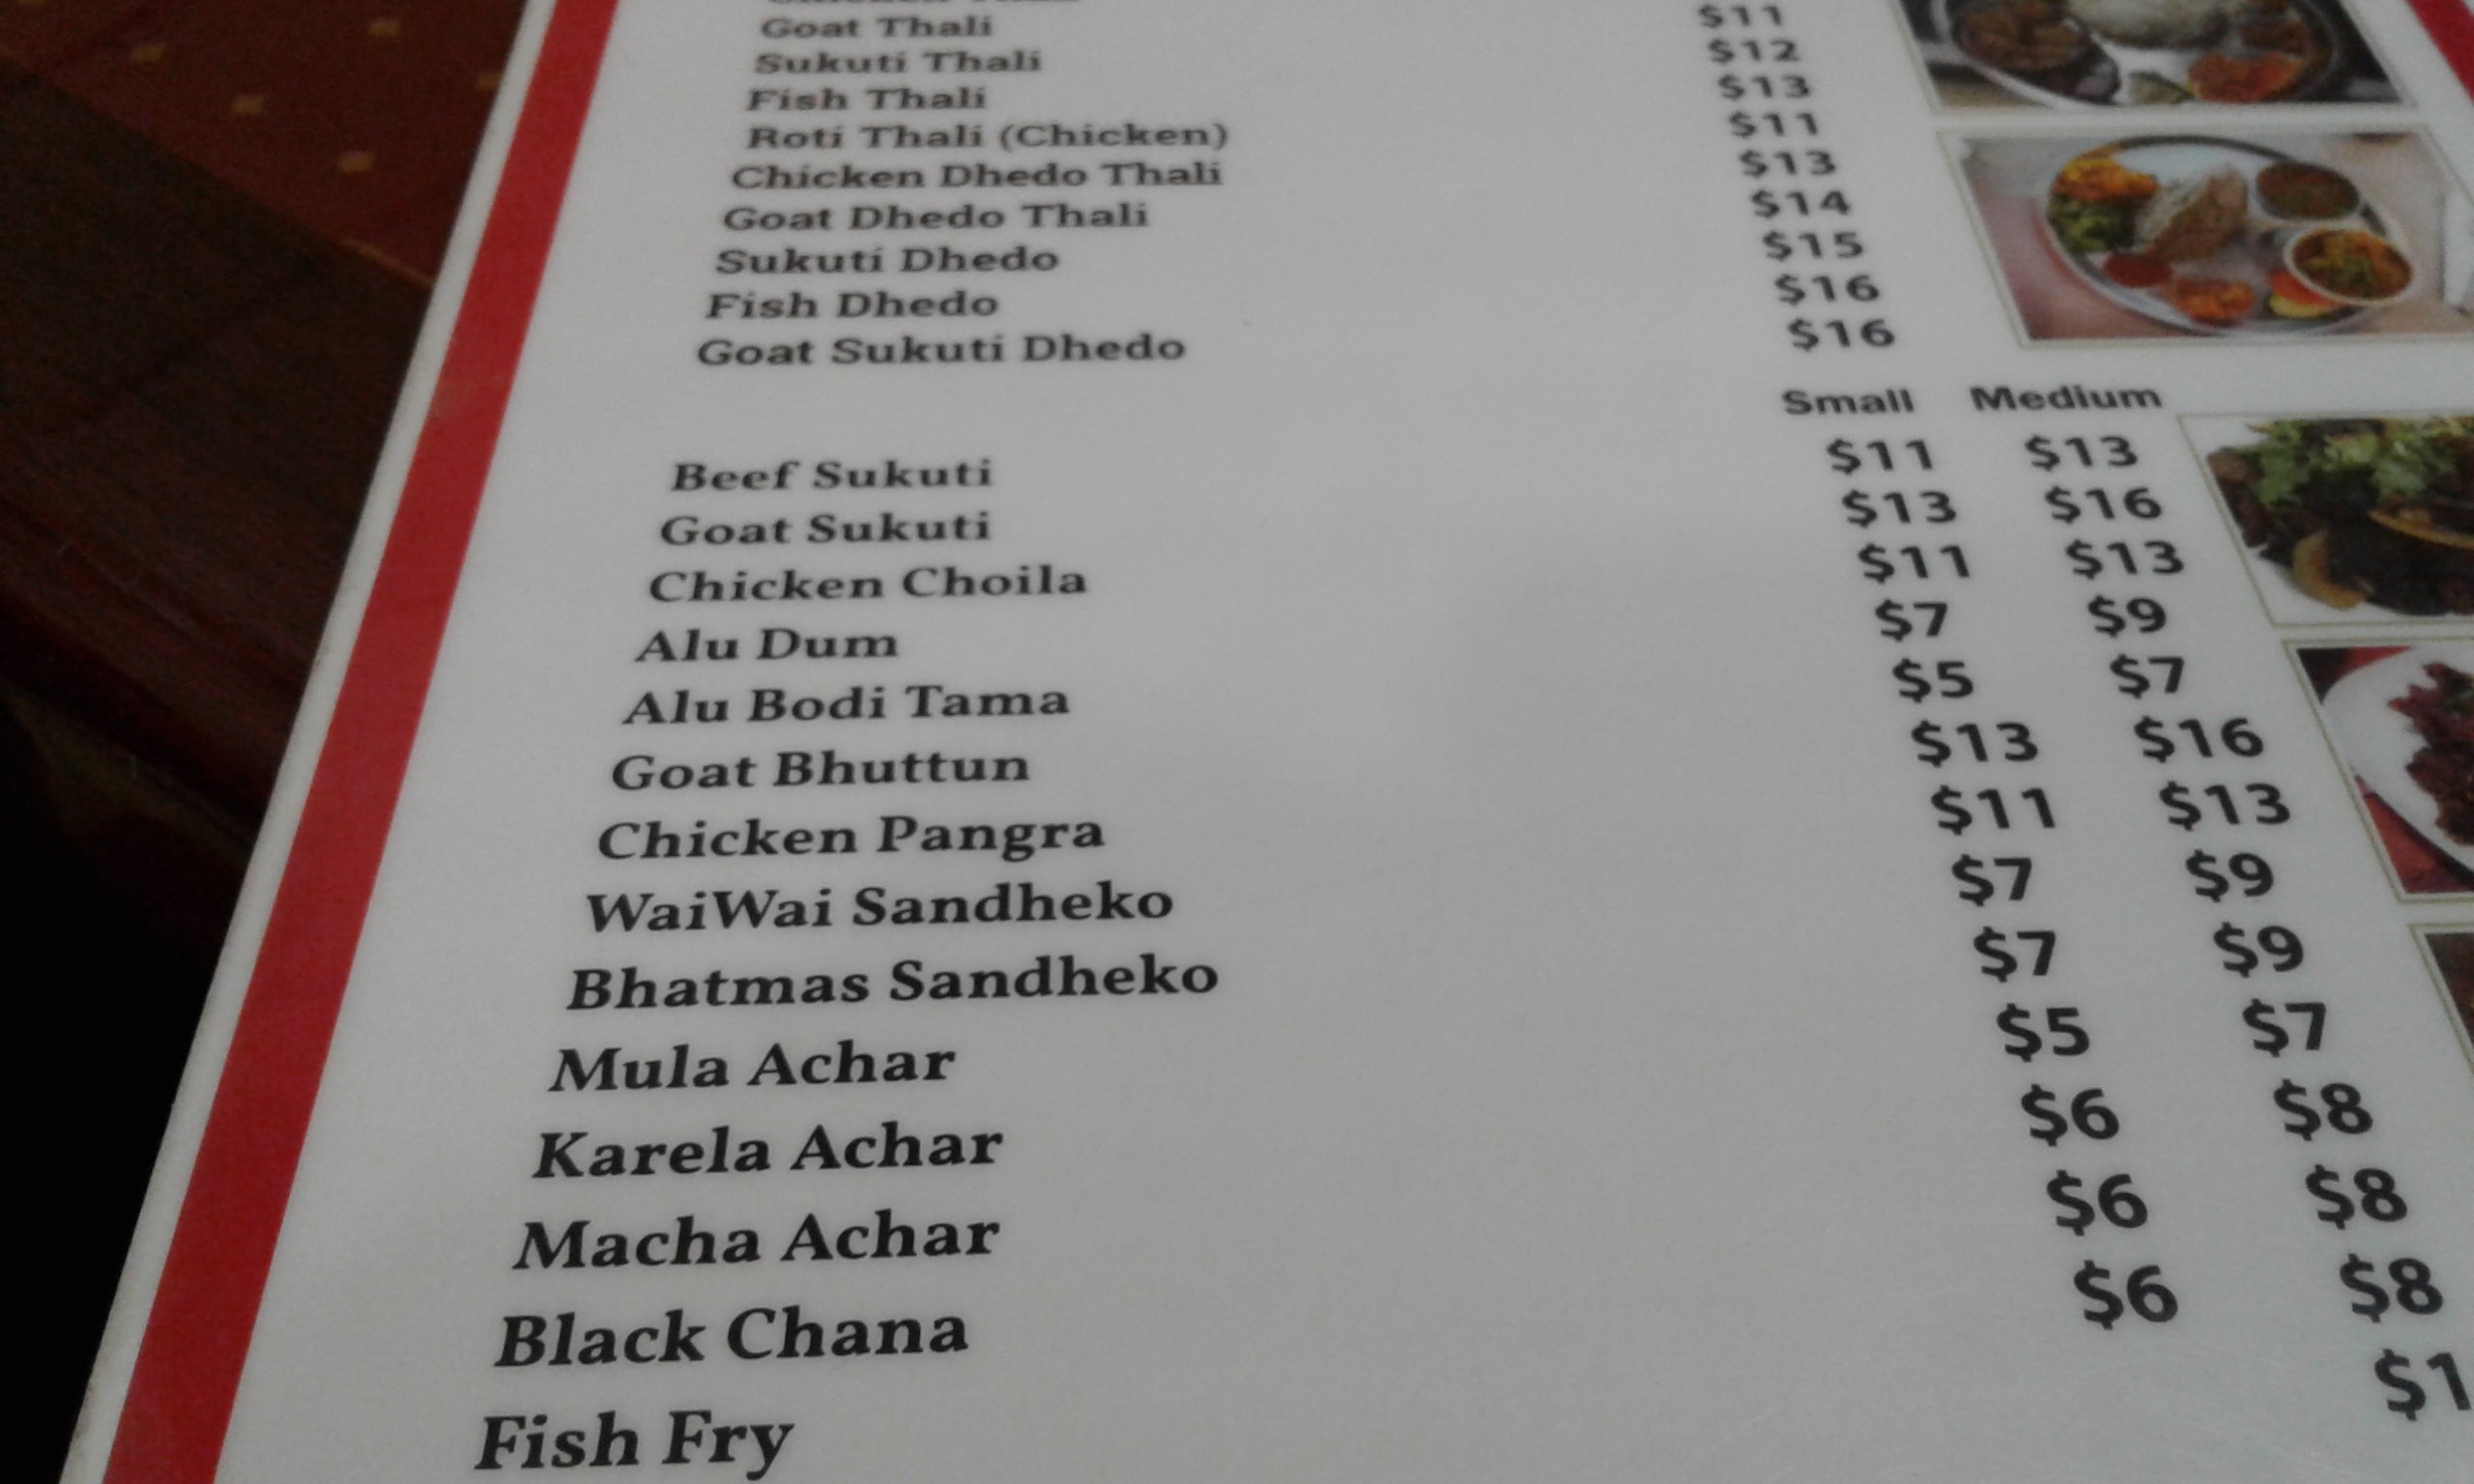 Goat Thali $11
Sukuti Thali $12
Fish Thali $13
Roti Thali (Chicken) $11
Chicken Dhedo Thali $13
Goat Dhedo Thali $14
Sukuti Dhedo $15
Fish Dhedo $16
Goat Sukuti Dhedo $16
Small Medium
Beef Sukuti $11 $13
Goat Sukuti $13 $16
Chicken Choila $11 $13
Alu Dum $7 $9
Alu Bodi Tama $5 $7
Goat Bhuttun $13 $16
Chicken Pangra $11 $13
WaiWai Sandheko $7 $9
Bhatmas Sandheko $7 $9
Mula Achar $5 $7
Karela Achar $6 $8
Macha Achar $6 $8
Black Chana $6 $8
Fish Fry $1